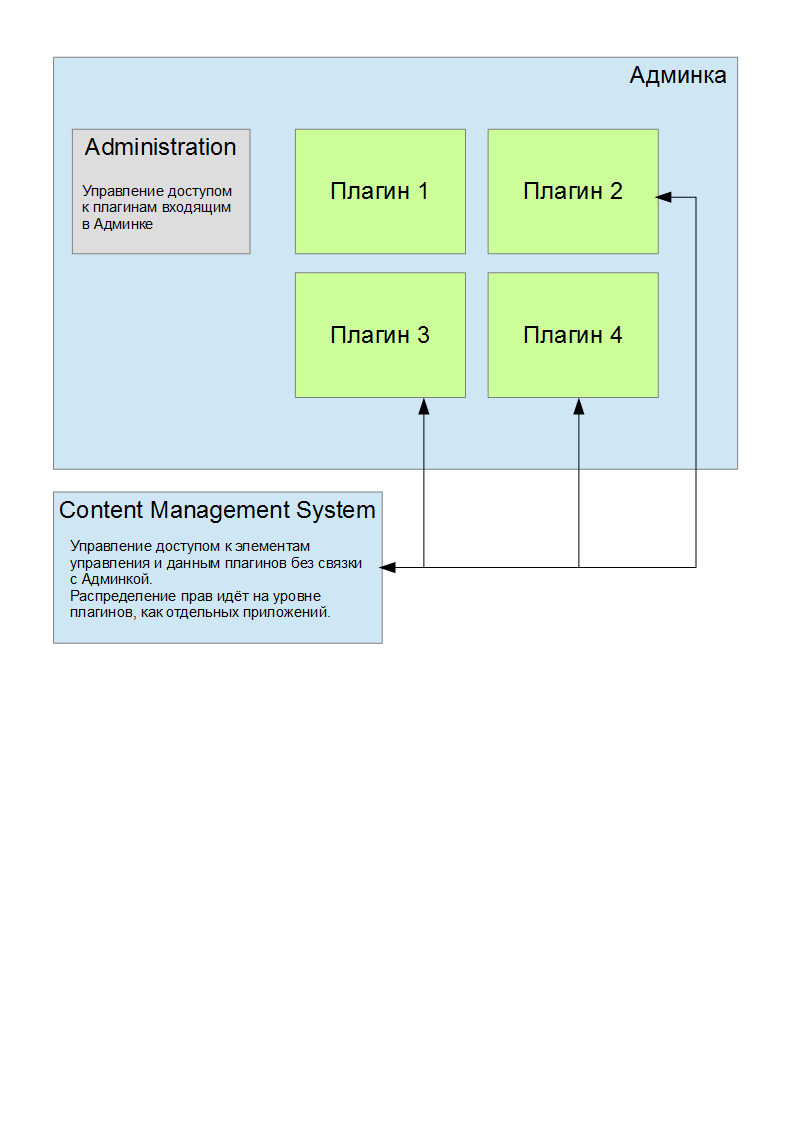 Админка
Administration
Управление доступом
к плагинам входящим
в Админке
Плагин 1
Плагин 2
Плагин 3
Плагин 4
Content Management System
Управление доступом к элементам
управления и данным плагинов без связки
с Админкой.
Распределение прав идёт на уровне
плагинов, как отдельных приложений.